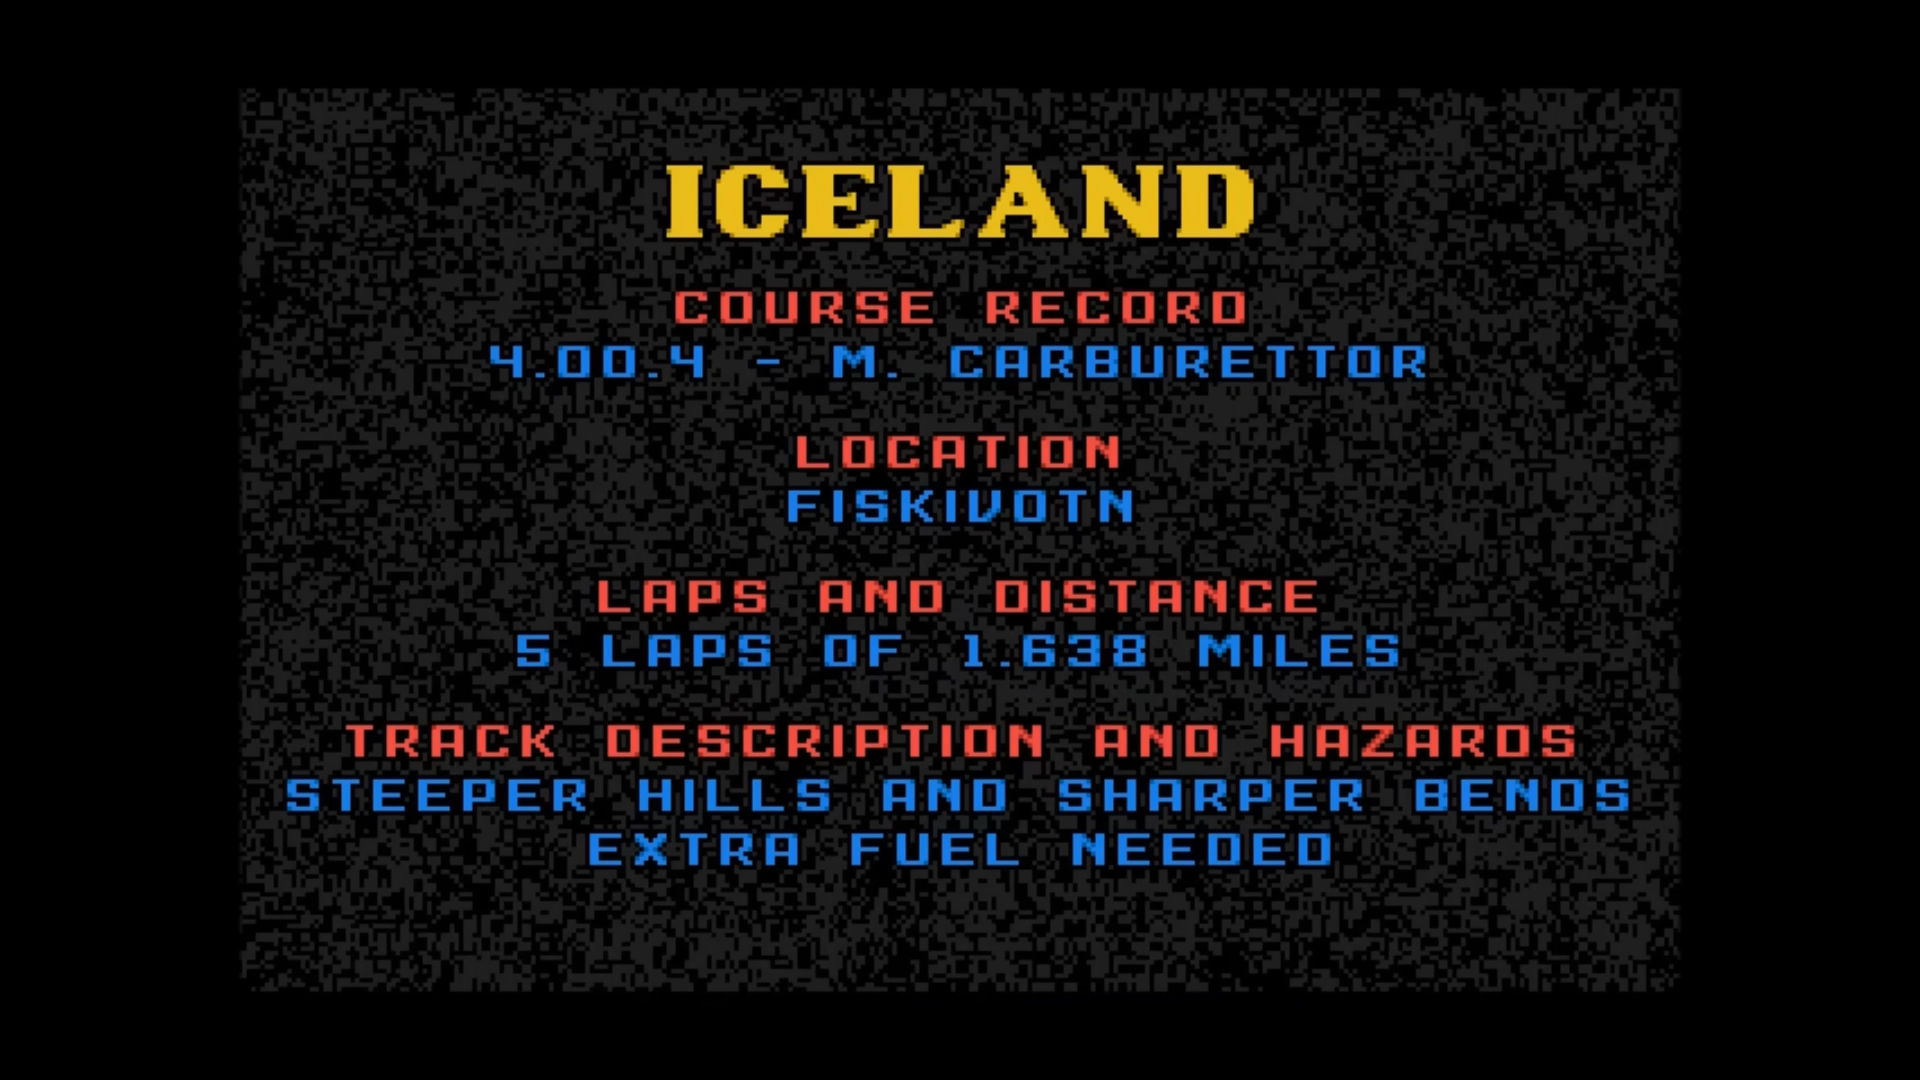 ICELAND
COURSE RECORD
4.00.4 - M. CARBURETTOR
LOCATION
FISKIVOTN
LAPS AND DISTANCE
5 LAPS OF 1.638 MILES
TRACK DESCRIPTION AND HAZARDS
STEEPER HILLS AND SHARPER BENDS
EXTRA FUEL NEEDED